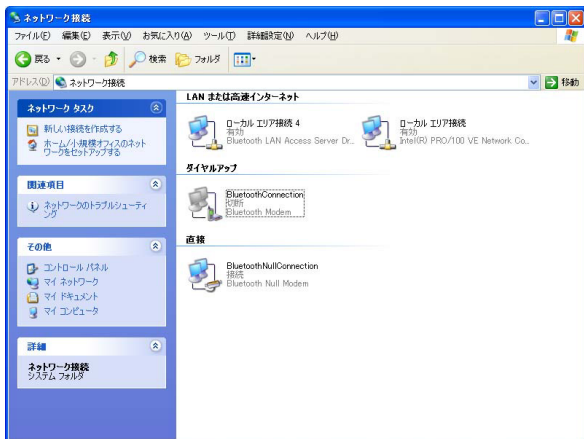 ネットワーク接続
ファイル(F) 編集(E) 表示(V) お気に入り(A) ツール(T) 詳細設定(N) ヘルプ(H)
戻る 検索 フォルダ
アドレス(D) ネットワーク接続 移動
ネットワーク タスク
新しい接続を作成する
ホーム/小規模オフィスのネット
ワークをセットアップする
関連項目
ネットワークのトラブルシューティ
ング
その他
コントロール パネル
マイ ネットワーク
マイ ドキュメント
マイ コンピュータ
詳細
ネットワーク接続
システム フォルダ
LAN または高速インターネット
ローカル エリア接続 4
有効
Bluetooth LAN Access Server Dr...
ローカル エリア接続
有効
Intel(R) PRO/100 VE Network Co...
ダイヤルアップ
BluetoothConnection
切断
Bluetooth Modem
直接
BluetoothNullConnection
接続
Bluetooth Null Modem